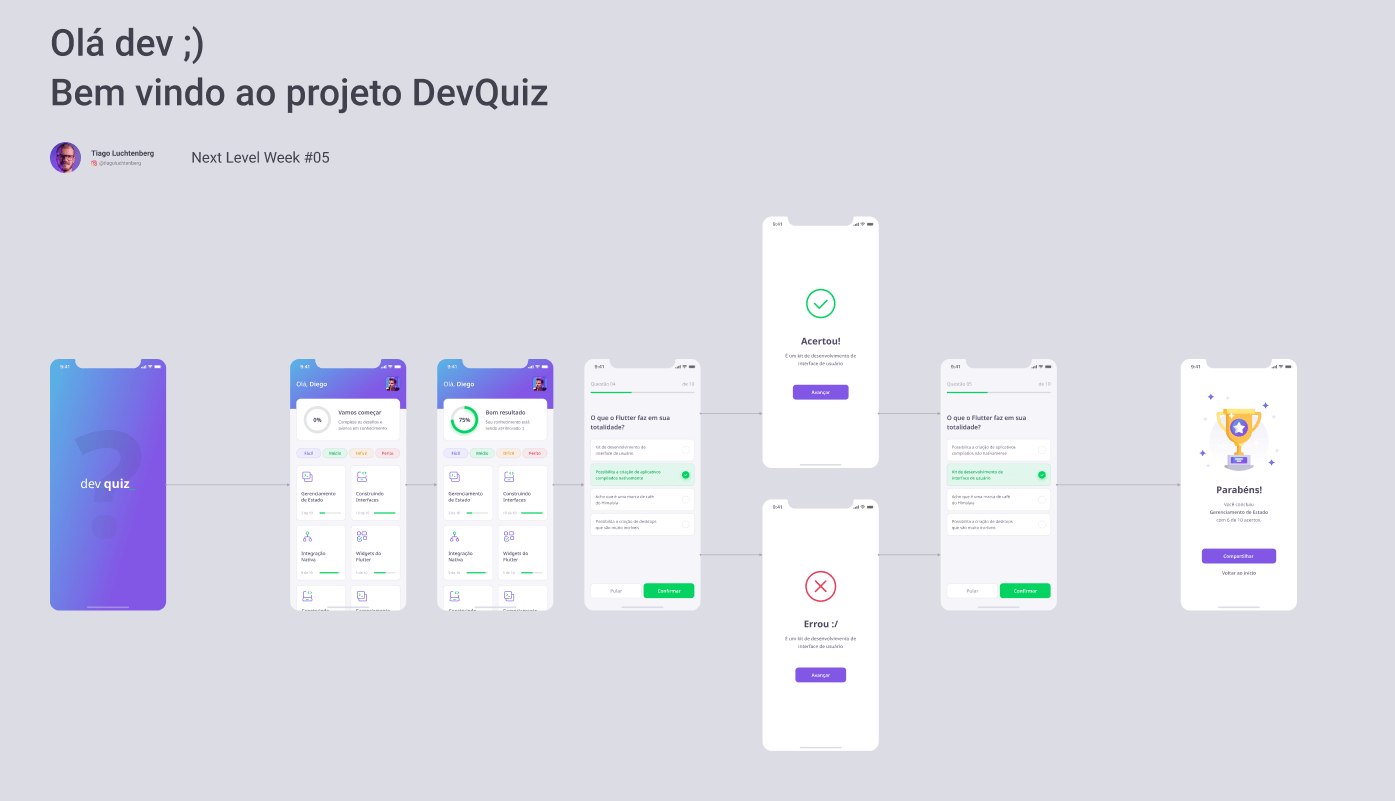 Olá dev ;)
Bem vindo ao projeto DevQuiz
Tiago Luchtenberg
@tiagoluchtenberg
Next Level Week #05
9:41
dev quiz
9:41
Olá, Diego
0%
Vamos começar
Complete os desafios e
avance em conhecimento
Fácil
Médio
Difícil
Perito
Gerenciamento
de Estado
Construindo
Interfaces
Integração
Nativa
Widgets do
Flutter
9:41
Olá, Diego
75%
Bom resultado
Fácil
Médio
Difícil
Perito
Gerenciamento
de Estado
Construindo
Interfaces
Integração
Nativa
Widgets do
Flutter
9:41
Questão 04
de 10
O que o Flutter faz em sua
totalidade?
Kit de desenvolvimento de
interface de usuário
Possibilita a criação de aplicativos
compilados nativamente
Acho que é uma marca de café
do Himalaia
Possibilita a criação de desktops
que são muito incríveis
Pular
Confirmar
9:41
Acertou!
É um kit de desenvolvimento de
interface de usuário
Avançar
9:41
Errou :/
É um kit de desenvolvimento de
interface de usuário
Avançar
9:41
Questão 05
de 10
O que o Flutter faz em sua
totalidade?
Possibilita a criação de aplicativos
compilados nativamente
Kit de desenvolvimento de
interface de usuário
Acho que é uma marca de café
do Himalaia
Possibilita a criação de desktops
que são muito incríveis
Pular
Confirmar
9:41
Parabéns!
Você concluiu
Gerenciamento de Estado
com 6 de 10 acertos.
Compartilhar
Voltar ao início